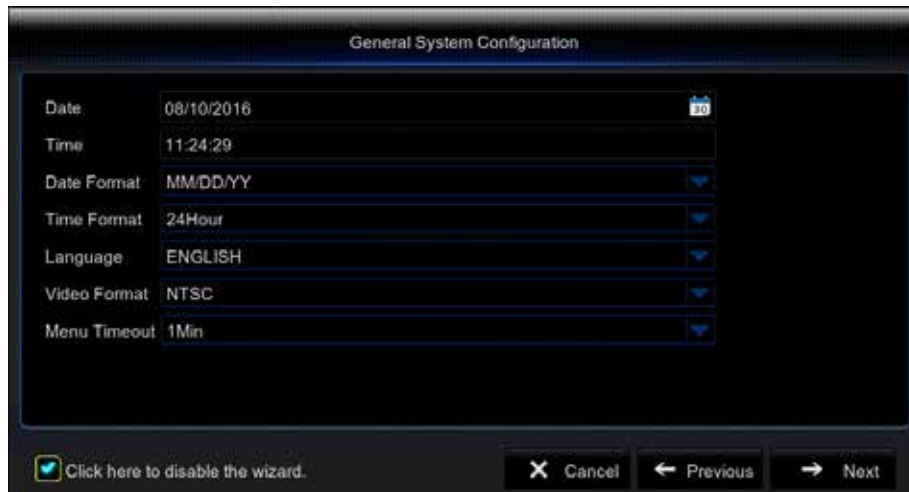 General System Configuration
Date 08/10/2016 30
Time 11:24:29
Date Format MM/DD/YY
Time Format 24Hour
Language ENGLISH
Video Format NTSC
Menu Timeout 1Min
Click here to disable the wizard. Cancel Previous Next